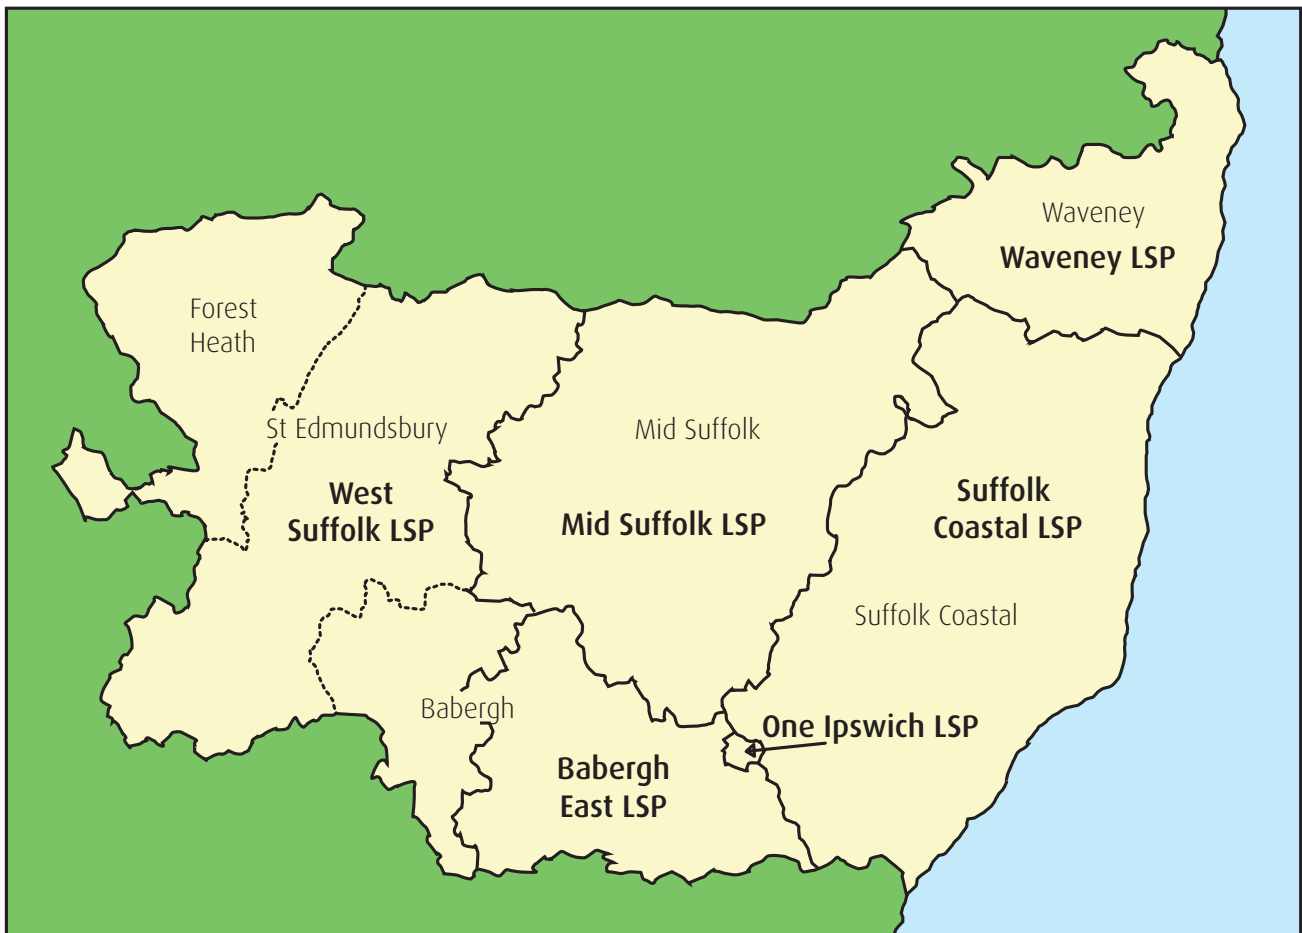 Waveney
Waveney LSP
Forest
Heath
St Edmundsbury
West
Suffolk LSP
Mid Suffolk
Mid Suffolk LSP
Suffolk
Coastal LSP
Suffolk Coastal
Babergh
One Ipswich LSP
Babergh
East LSP